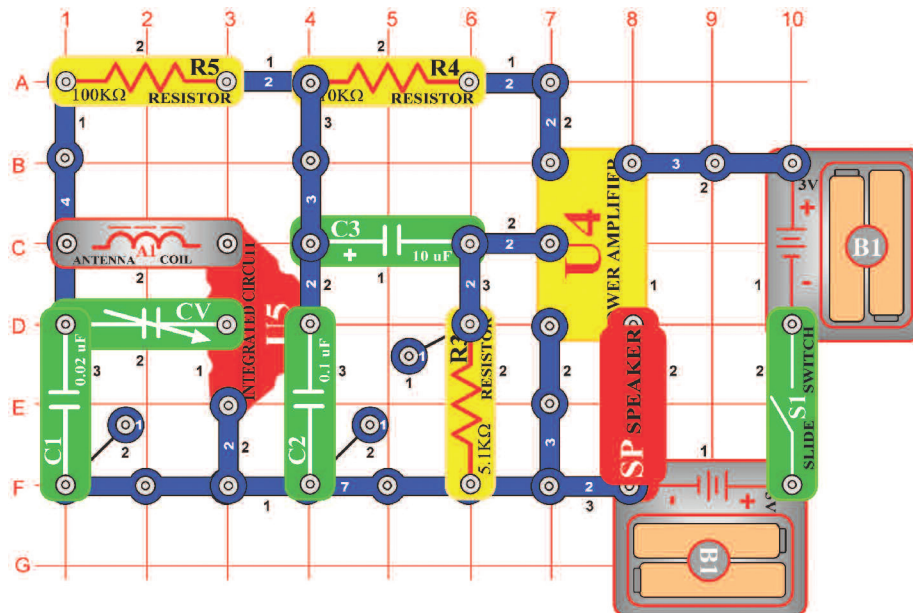 1 2 3 4 5 6 7 8 9 10
2 1 2 1
A R5 2 R4 2
100KΩ RESISTOR 10KΩ RESISTOR
1 3 2 2
B 3 3V
2
4 3 POWER AMPLIFIER
C A1 C3 2 2 U4 + - B1
ANTENNA COIL + 10 uF
2 INTEGRATED CIRCUIT 2 1 2 3 1 1
D CV U5 R3
0.02 uF 3 2 1 0.1 uF 3 1 RESISTOR 2 2 2 2
1 SPEAKER SLIDE SWITCH
E C1 1 2 2 C2 1 5.1KΩ 3 SP S1
2 2 1
F 1 7 2 - + 3V
3
G B1